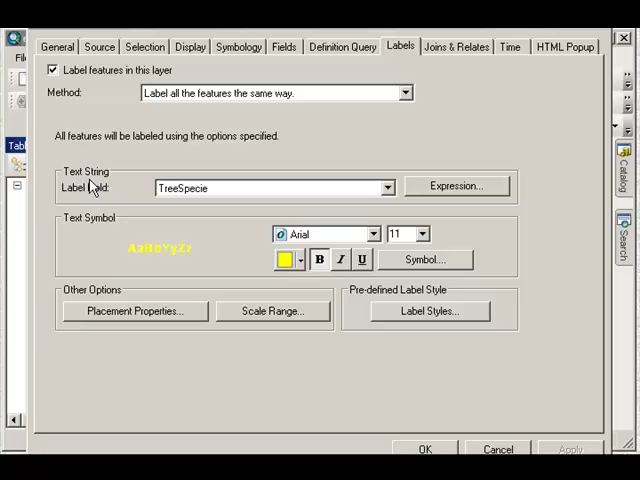 General Source Selection Display Symbology Fields Definition Query Labels Joins & Relates Time HTML Popup
Label features in this layer
Method: Label all the features the same way.
All features will be labeled using the options specified.
Text String
Label Field: TreeSpecie Expression...
Text Symbol
AaBbYyZz Arial 11
B I U Symbol...
Other Options Pre-defined Label Style
Placement Properties... Scale Range... Label Styles...
OK Cancel Apply
Catalog
Search